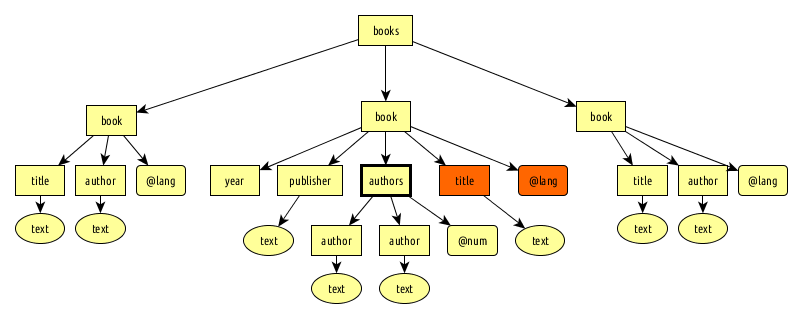 books
book
book
book
title
author
@lang
year
publisher
authors
title
@lang
title
author
@lang
text
text
text
author
author
@num
text
text
text
text
text